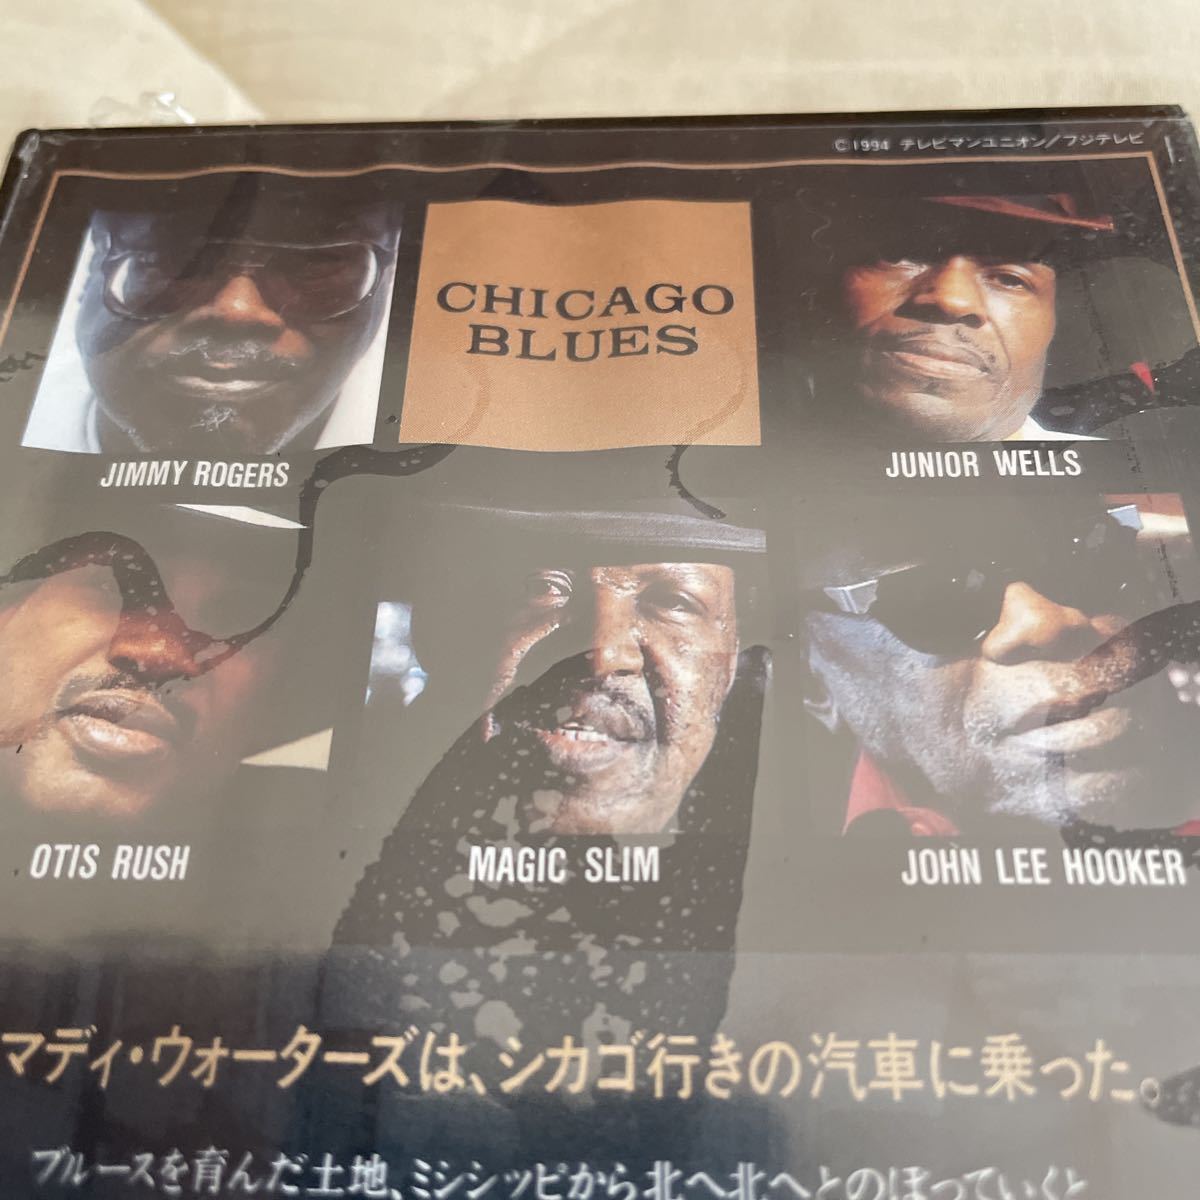 © 1994 テレビマンユニオン/フジテレビ
CHICAGO
BLUES
JIMMY ROGERS
JUNIOR WELLS
OTIS RUSH
MAGIC SLIM
JOHN LEE HOOKER
マディ・ウォーターズは、シカゴ行きの汽車に乗った。
ブルースを育んだ土地、ミシシッピから北へ北へとのぼっていくと